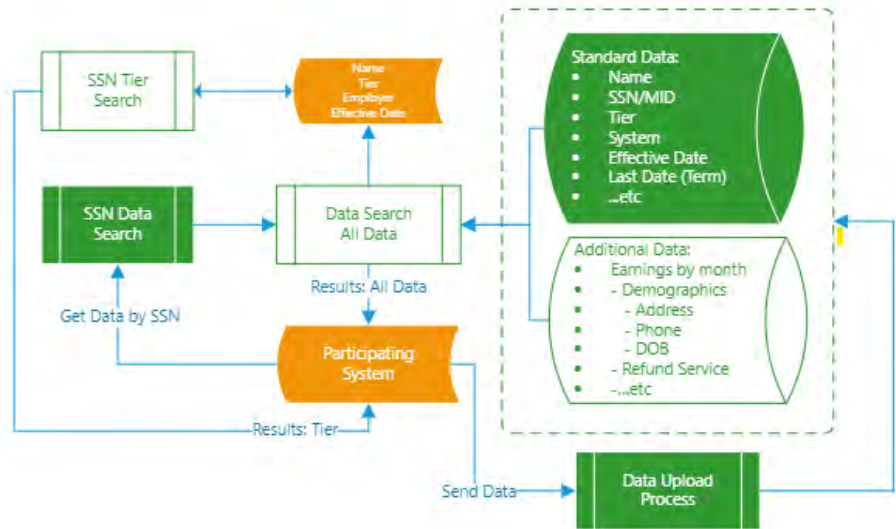 SSN Tier
Search
Name
Tier
Employer
Effective Date
Standard Data:
• Name
• SSN/MID
• Tier
• System
• Effective Date
• Last Date (Term)
• ...etc
SSN Data
Search
Data Search
All Data
Results: All Data
Get Data by SSN
Participating
System
Additional Data:
• Earnings by month
• - Demographics
• - Address
• - Phone
• - DOB
• - Refund Service
• -...etc
Results: Tier
Send Data
Data Upload
Process